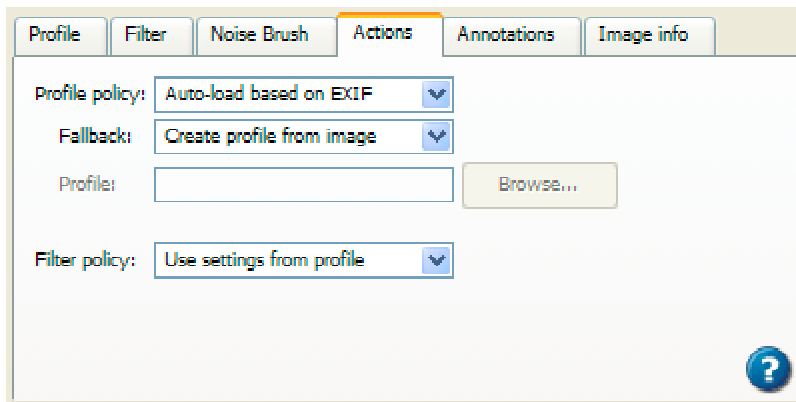 Profile Filter Noise Brush Actions Annotations Image info
Profile policy: Auto-load based on EXIF
Fallback: Create profile from image
Profile: Browse...
Filter policy: Use settings from profile
?